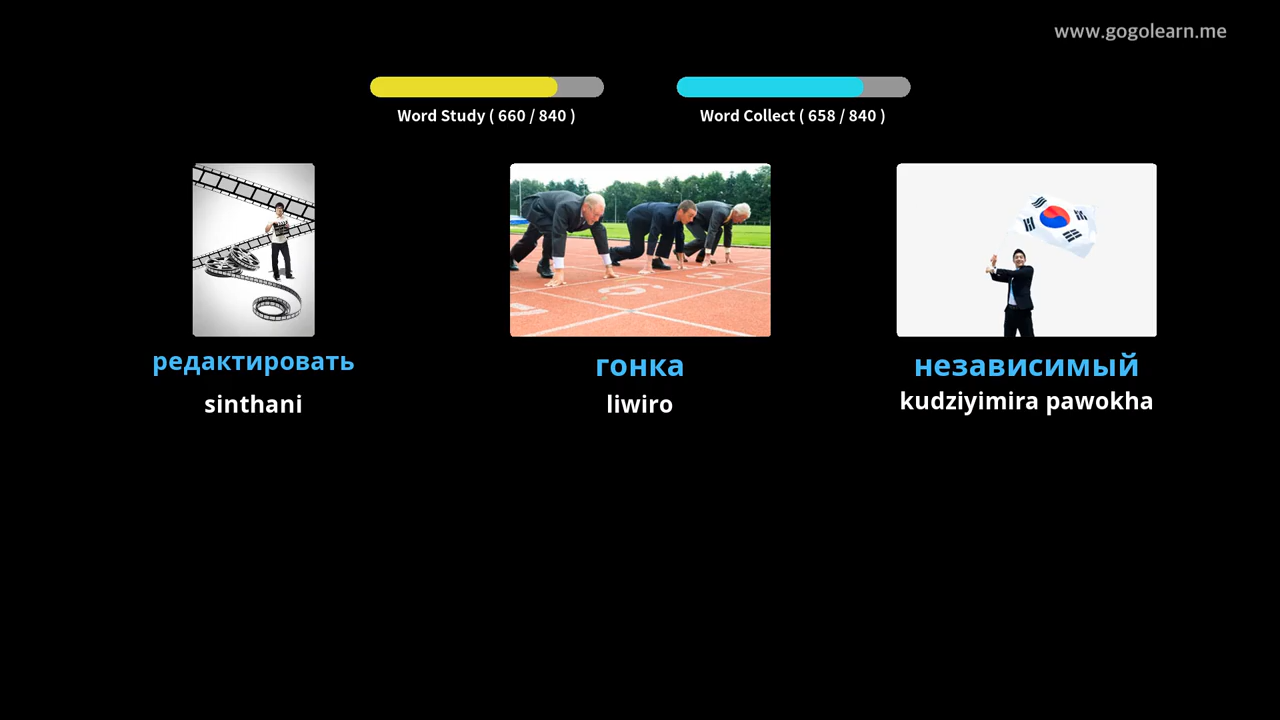 www.gogolearn.me
Word Study ( 660 / 840 )
Word Collect ( 658 / 840 )
редактировать
гонка
независимый
sinthani
liwiro
kudziyimira pawokha